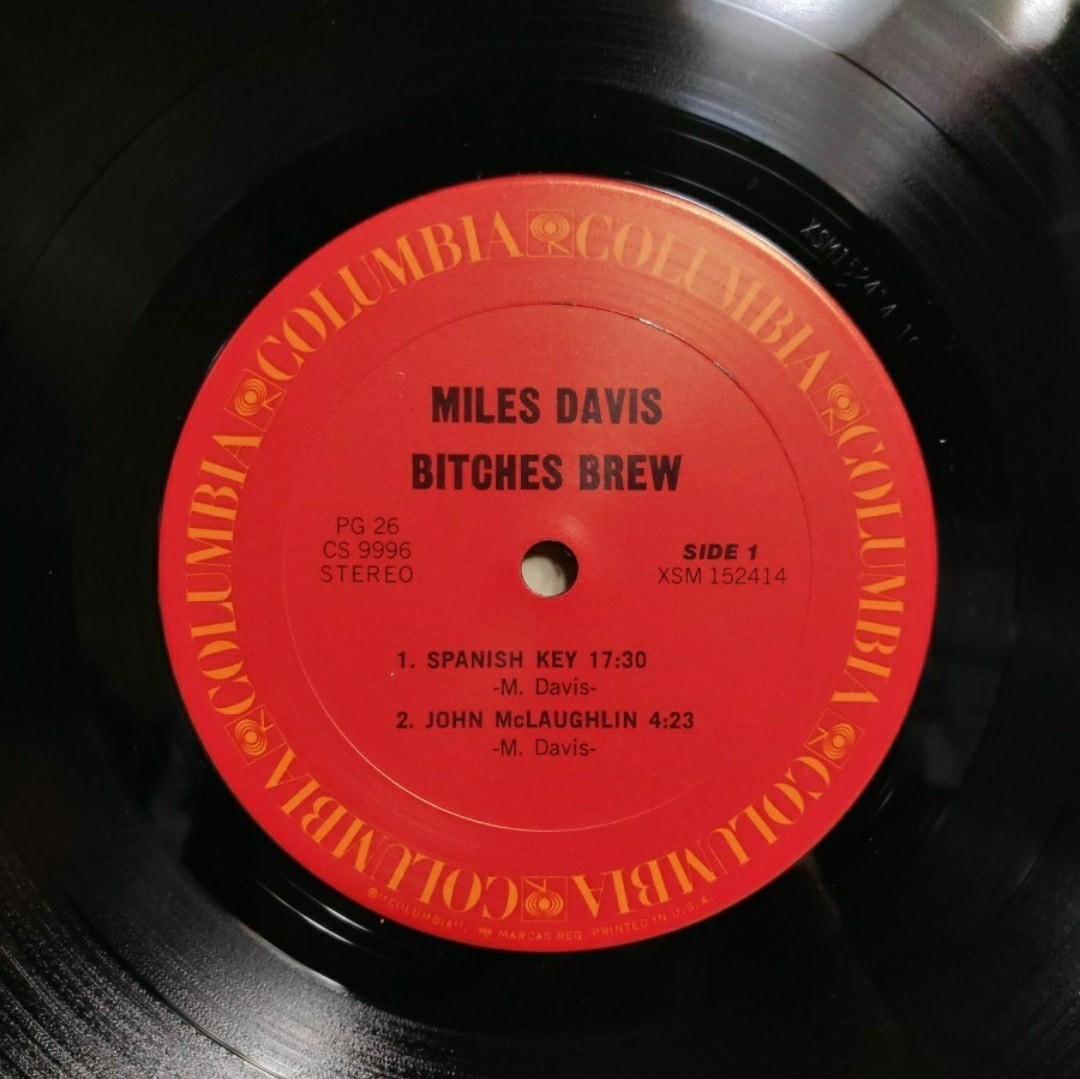 COLUMBIA COLUMBIA COLUMBIA COLUMBIA COLUMBIA COLUMBIA
MILES DAVIS
BITCHES BREW
PG 26
CS 9996
STEREO
SIDE 1
XSM 152414
1. SPANISH KEY 17:30
-M. Davis-
2. JOHN McLAUGHLIN 4:23
-M. Davis-
® "COLUMBIA", MARCAS REG. PRINTED IN U.S.A.
XSM152414